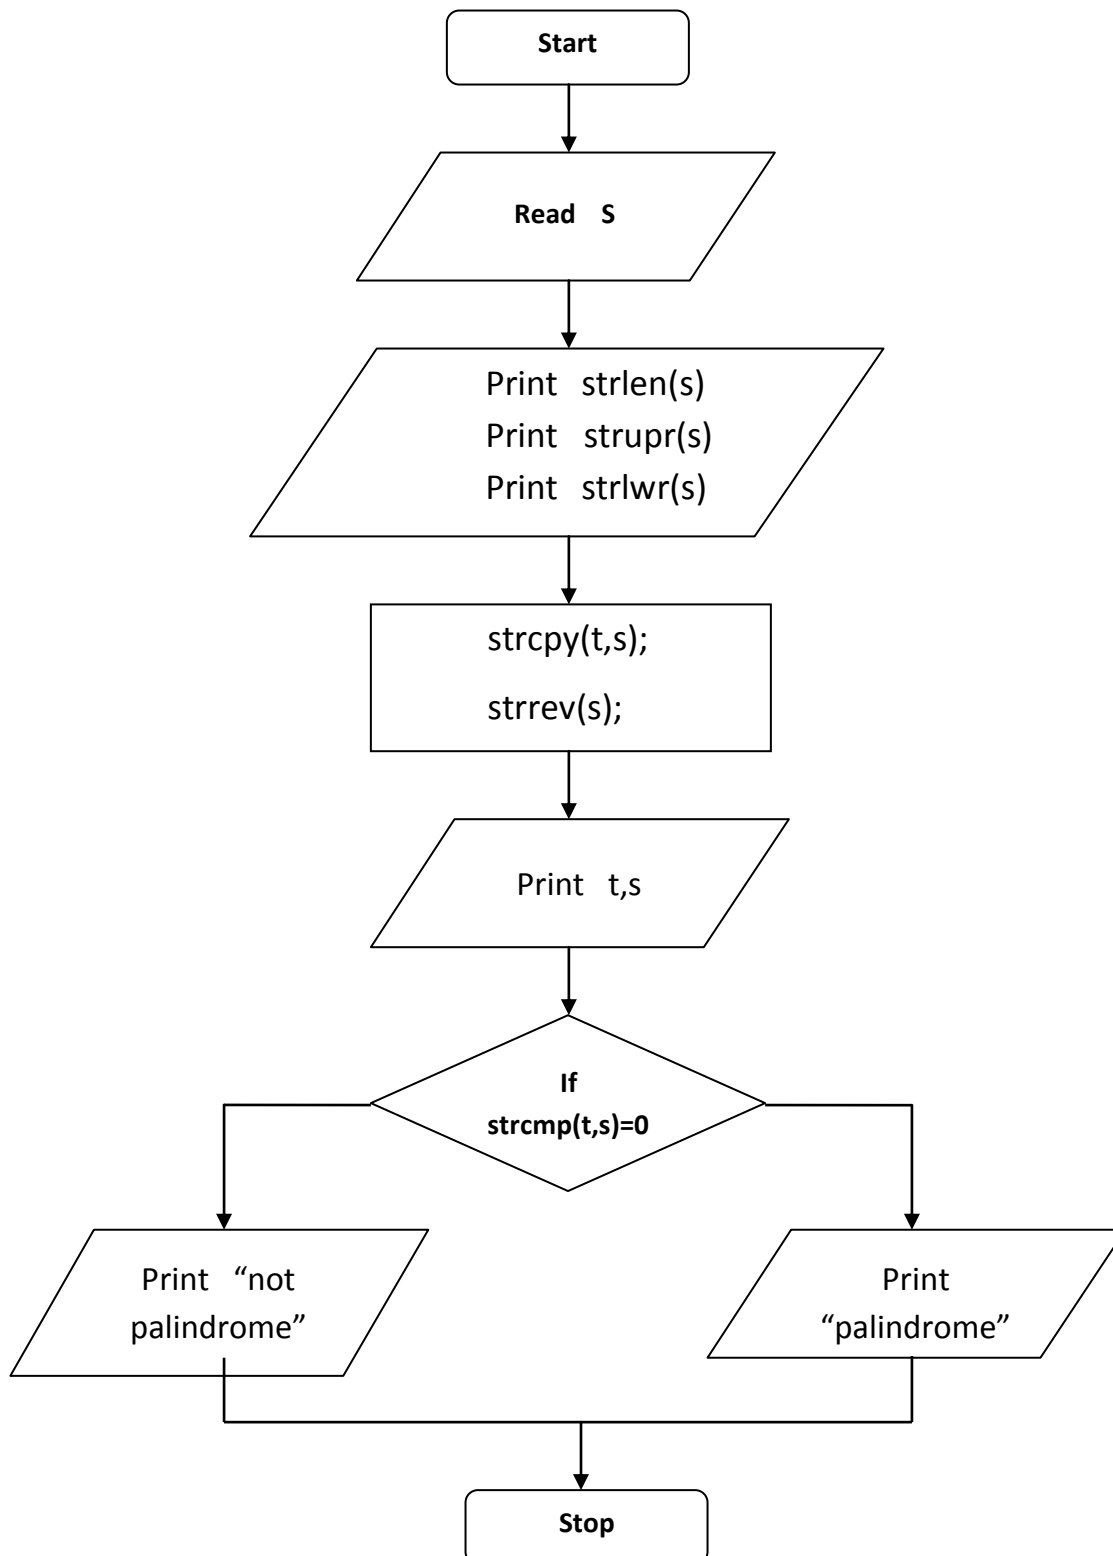 Start
Read S
Print strlen(s)
Print strupr(s)
Print strlwr(s)
strcpy(t,s);
strrev(s);
Print t,s
If
strcmp(t,s)=0
Print “not
palindrome”
Print
“palindrome”
Stop